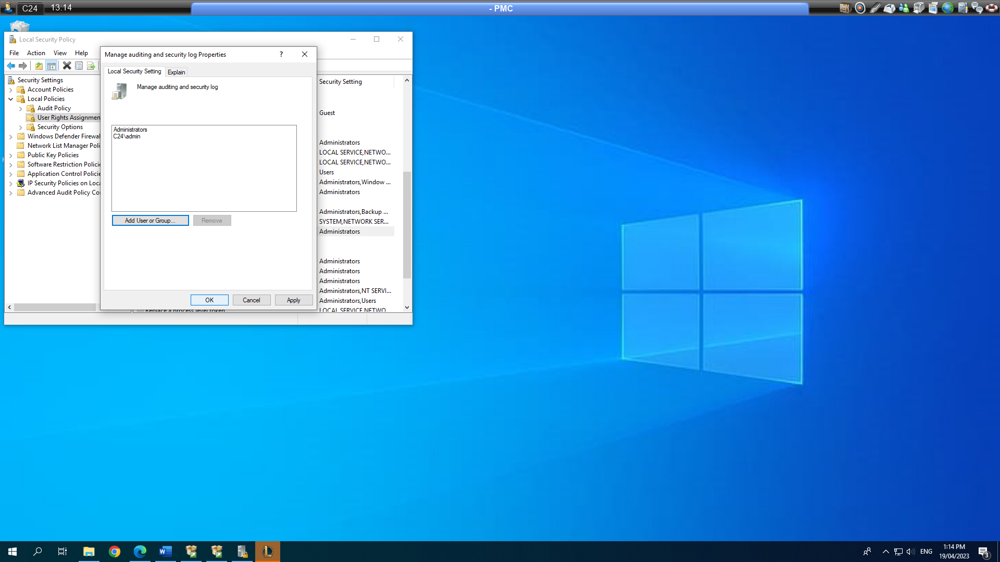 C24
13:14
- PMC
Local Security Policy
File Action View Help
Security Settings
Account Policies
Local Policies
Audit Policy
User Rights Assignmen
Security Options
Windows Defender Firewal
Network List Manager Poli
Public Key Policies
Software Restriction Policie
Application Control Policie
IP Security Policies on Loca
Advanced Audit Policy Co
Manage auditing and security log Properties
?
Local Security Setting
Explain
Manage auditing and security log
Administrators
C24\admin
Add User or Group...
Remove
OK
Cancel
Apply
Replace a process level token
Security Setting
Guest
Administrators
LOCAL SERVICE,NETWO...
LOCAL SERVICE,NETWO...
Users
Administrators,Window ...
Administrators
Administrators,Backup ...
SYSTEM,NETWORK SER...
Administrators
Administrators
Administrators
Administrators
Administrators,NT SERVI...
Administrators,Users
LOCAL SERVICE,NETWO
ENG
1:14 PM
19/04/2023
3